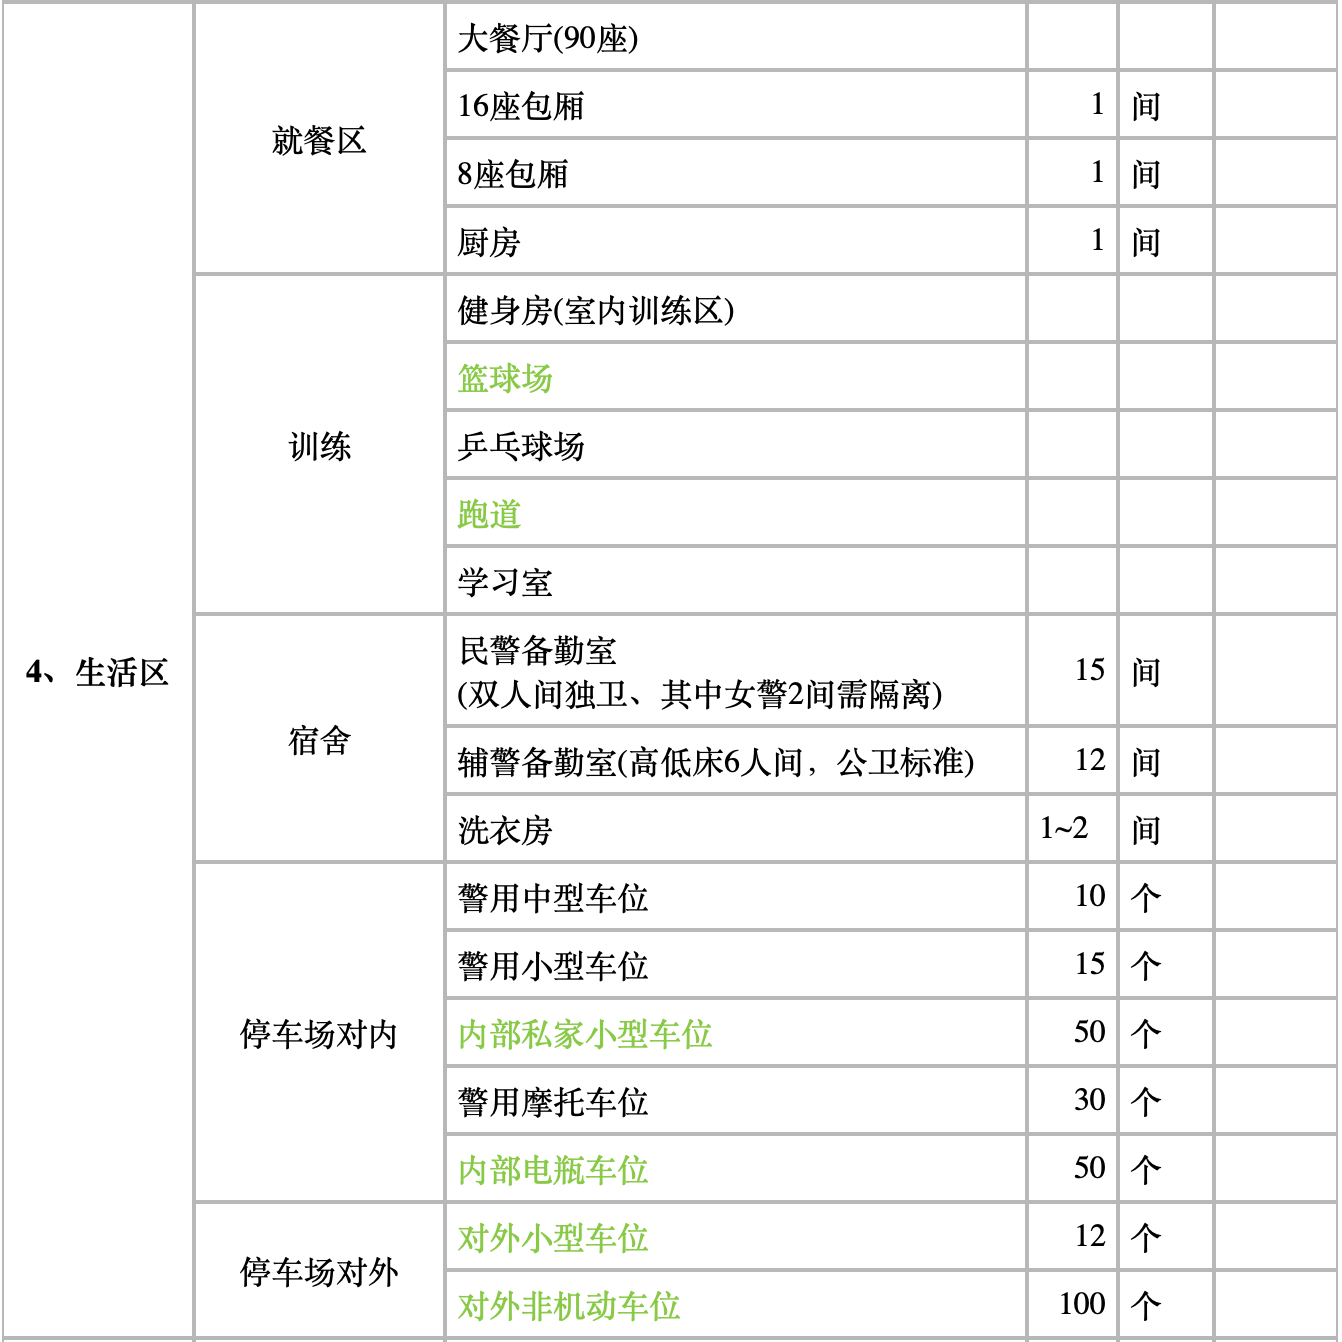 4、生活区
就餐区
大餐厅(90座)
16座包厢 1 间
8座包厢 1 间
厨房 1 间
训练
健身房(室内训练区)
篮球场
乒乓球场
跑道
学习室
宿舍
民警备勤室
(双人间独卫、其中女警2间需隔离) 15 间
辅警备勤室(高低床6人间，公卫标准) 12 间
洗衣房 1~2 间
停车场对内
警用中型车位 10 个
警用小型车位 15 个
内部私家小型车位 50 个
警用摩托车位 30 个
内部电瓶车位 50 个
停车场对外
对外小型车位 12 个
对外非机动车位 100 个